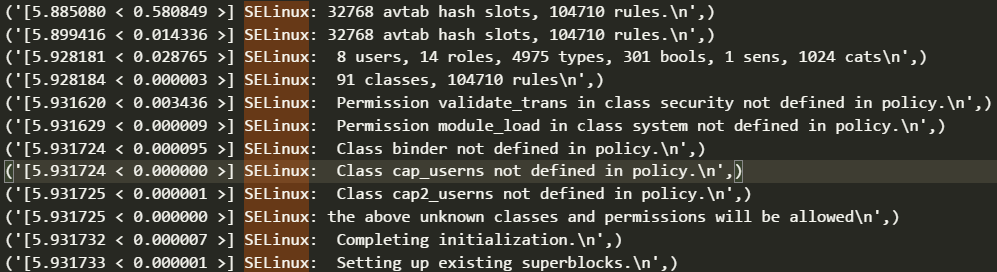 ('[5.885080 < 0.580849 >] SELinux: 32768 avtab hash slots, 104710 rules.\n',)
('[5.899416 < 0.014336 >] SELinux: 32768 avtab hash slots, 104710 rules.\n',)
('[5.928181 < 0.028765 >] SELinux:  8 users, 14 roles, 4975 types, 301 bools, 1 sens, 1024 cats\n',)
('[5.928184 < 0.000003 >] SELinux:  91 classes, 104710 rules\n',)
('[5.931620 < 0.003436 >] SELinux:  Permission validate_trans in class security not defined in policy.\n',)
('[5.931629 < 0.000009 >] SELinux:  Permission module_load in class system not defined in policy.\n',)
('[5.931724 < 0.000095 >] SELinux:  Class binder not defined in policy.\n',)
('[5.931724 < 0.000000 >] SELinux:  Class cap_userns not defined in policy.\n',)
('[5.931725 < 0.000001 >] SELinux:  Class cap2_userns not defined in policy.\n',)
('[5.931725 < 0.000000 >] SELinux: the above unknown classes and permissions will be allowed\n',)
('[5.931732 < 0.000007 >] SELinux:  Completing initialization.\n',)
('[5.931733 < 0.000001 >] SELinux:  Setting up existing superblocks.\n',)